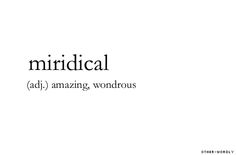 miridical
(adj.) amazing, wondrous
OTHER-WORDLY